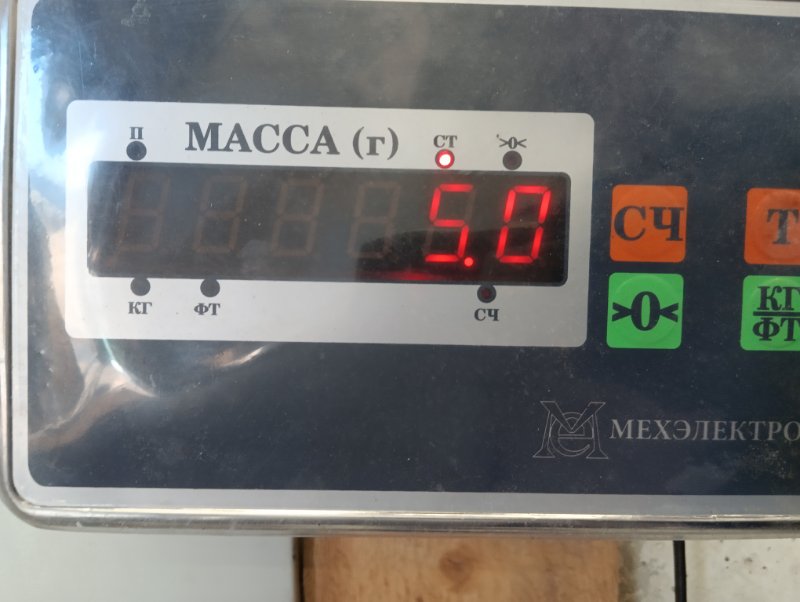 П МАССА (г) СТ >0<
5.0
КГ ФТ СЧ
СЧ Т
>0< КГ ФТ
МЕХЭЛЕКТРО